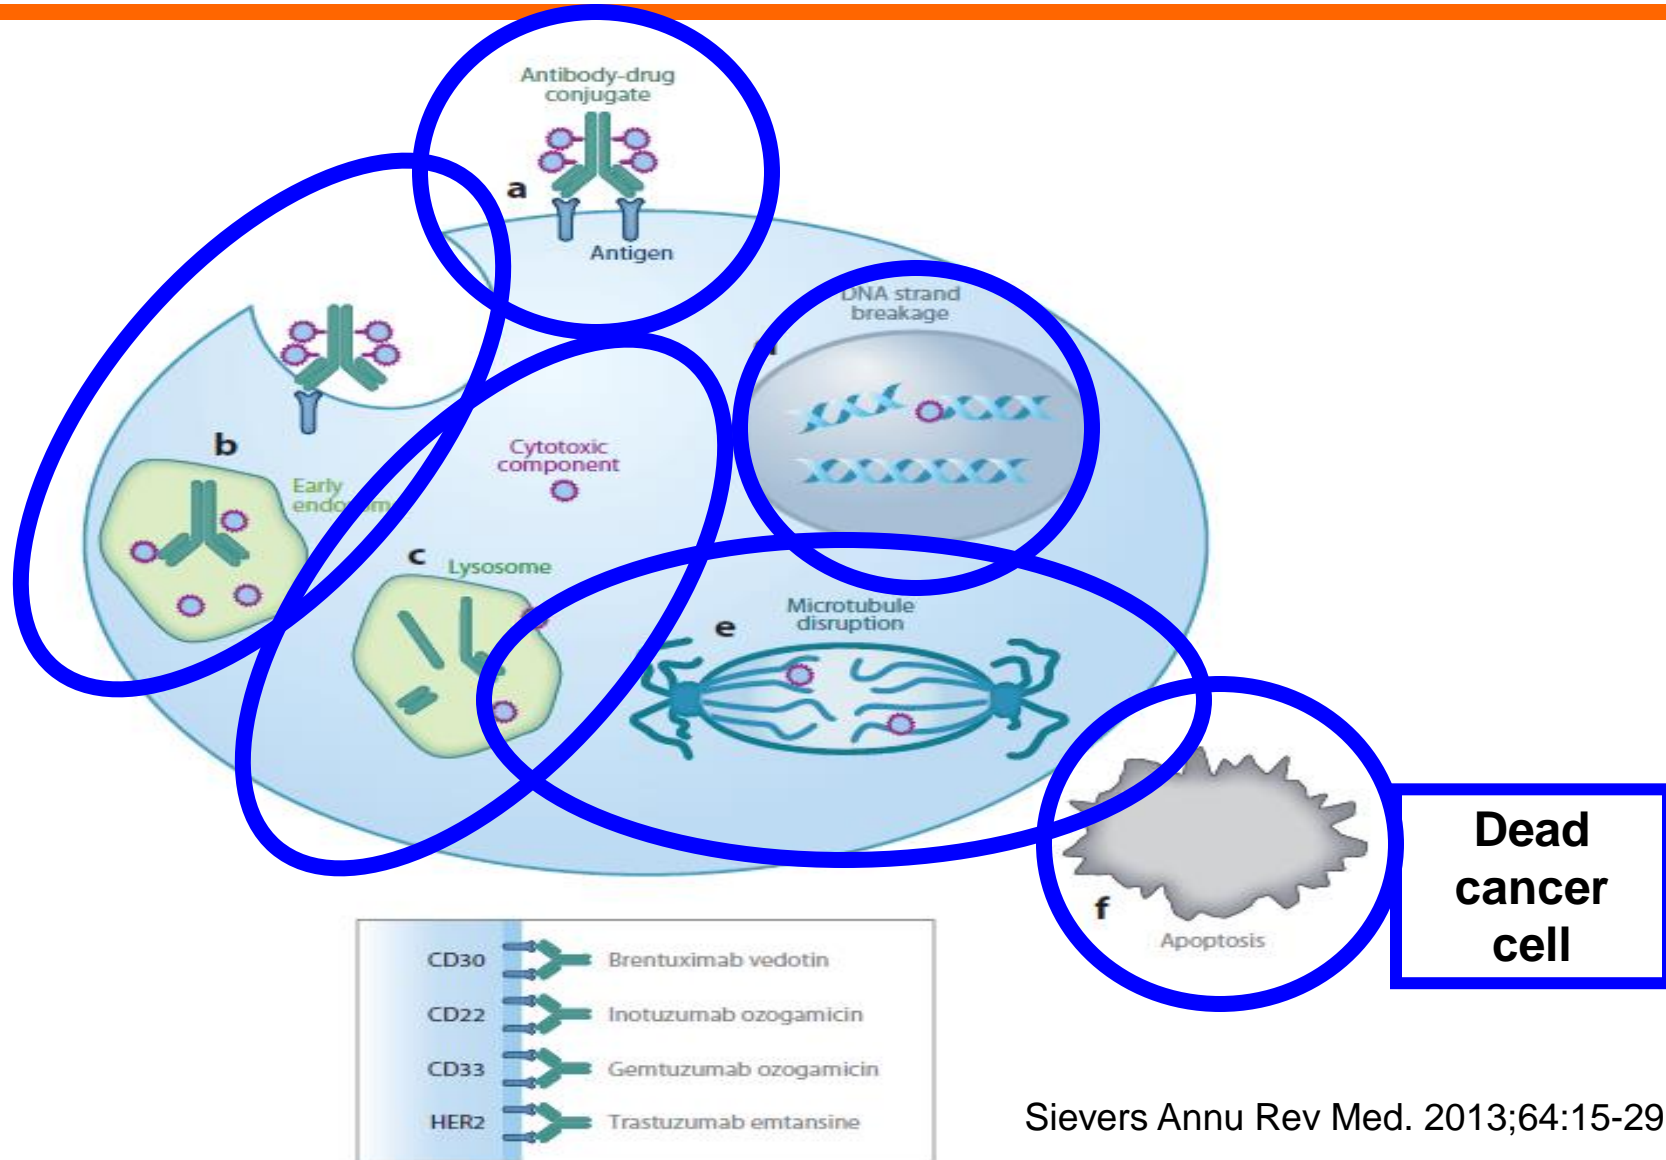 Antibody-drug
conjugate
a
Antigen
DNA strand
breakage
b
Early
Cytotoxic
component
c
Lysosome
e
Microtubule
disruption
f
Apoptosis
Dead
cancer
cell
CD30 Brentuximab vedotin
CD22 Inotuzumab ozogamicin
CD33 Gemtuzumab ozogamicin
HER2 Trastuzumab emtansine
Sievers Annu Rev Med. 2013;64:15-29